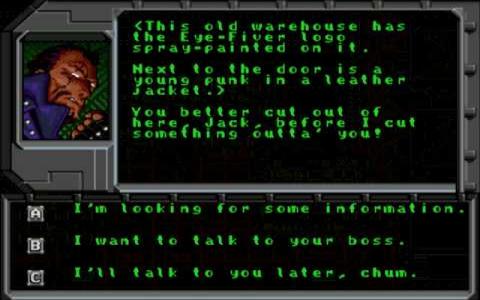 <This old warehouse has
the Eye-Fiver logo
spray-painted on it.
Next to the door is a
young punk in a leather
jacket.>
You better cut out of
here, Jack, before I cut
something outta' you!
A I'm looking for some information.
B I want to talk to your boss.
C I'll talk to you later, chum.